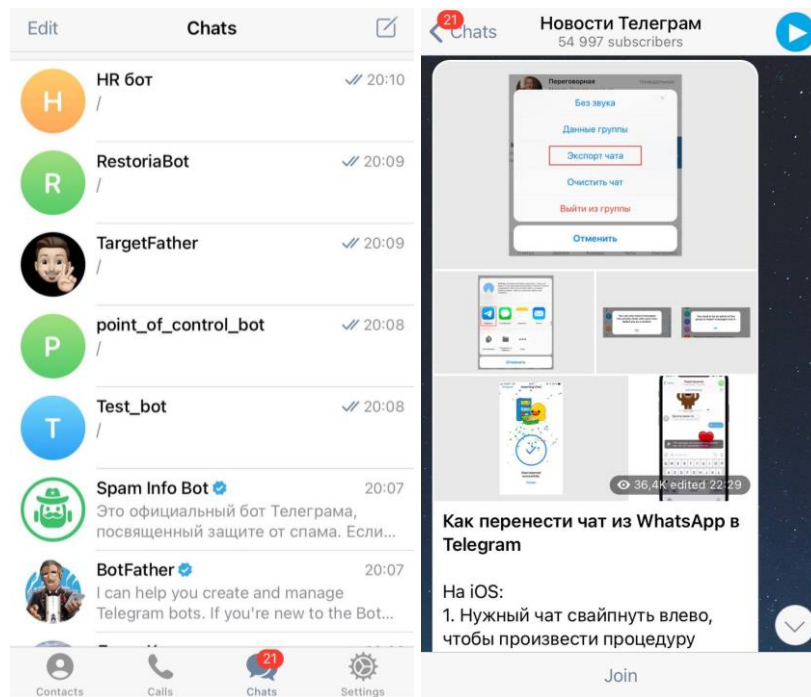 Edit
Chats
HR бот
20:10
/
RestoriaBot
20:09
/
TargetFather
20:09
/
point_of_control_bot
20:08
/
Test_bot
20:08
/
Spam Info Bot
20:07
Это официальный бот Телеграма,
посвященный защите от спама. Если...
BotFather
20:07
I can help you create and manage
Telegram bots. If you're new to the Bot...
H
R
P
T
Contacts
Calls
21
Chats
Settings
21
Chats
Новости Телеграм
54 997 subscribers
Переговорная
Без звука
Данные группы
Экспорт чата
Очистить чат
Выйти из группы
Отменить
Отменить
36,4K edited 22:29
Как перенести чат из WhatsApp в
Telegram
На iOS:
1. Нужный чат свайпнуть влево,
чтобы произвести процедуру
Join